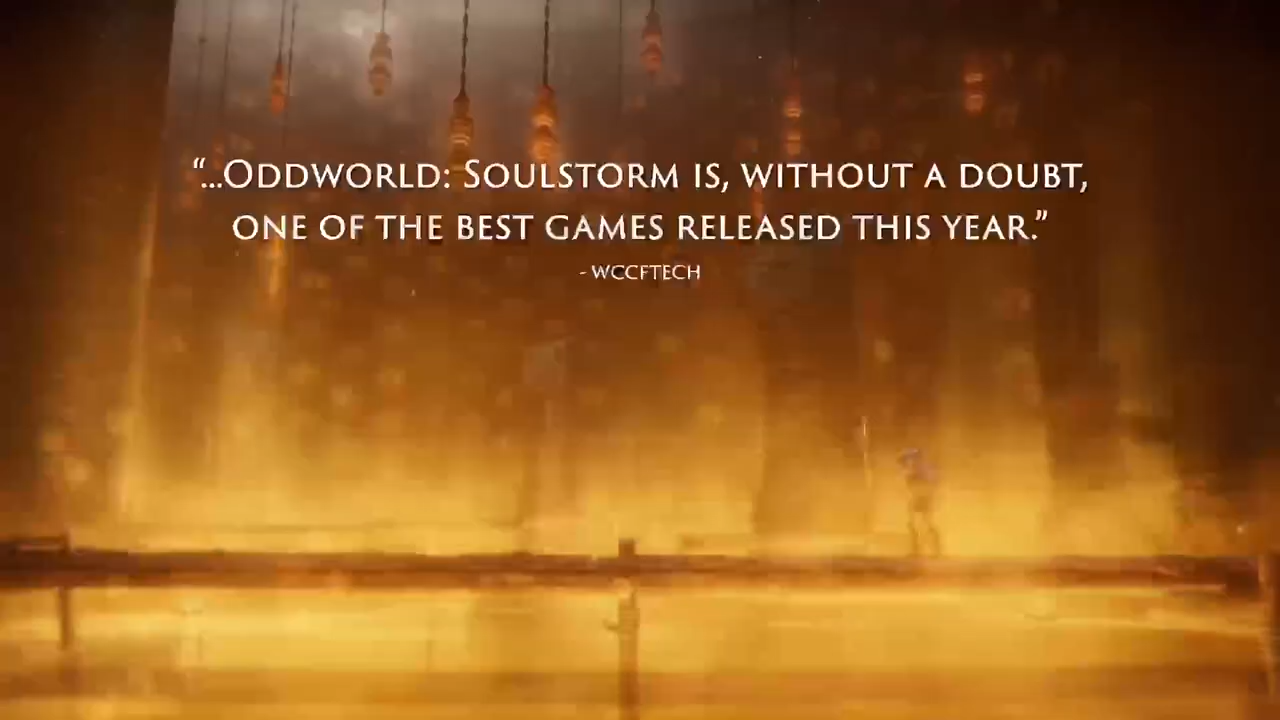 “...Oddworld: Soulstorm is, without a doubt,
one of the best games released this year.”
- WCCFTECH